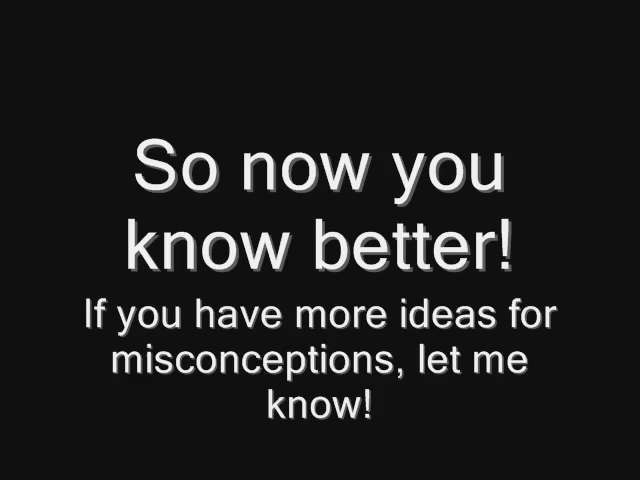 So now you
know better!
If you have more ideas for
misconceptions, let me
know!